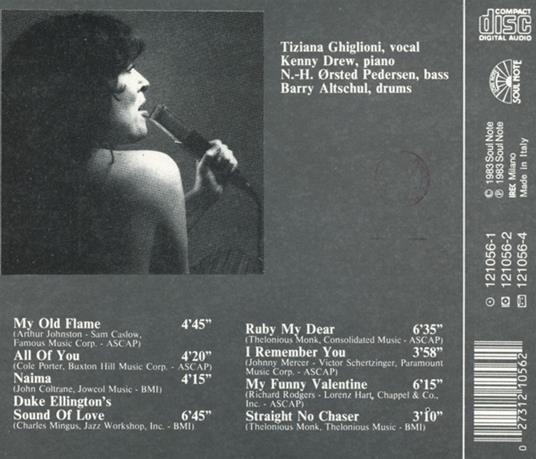 COMPACT
disc
DIGITAL AUDIO
SOUL NOTE
Tiziana Ghiglioni, vocal
Kenny Drew, piano
N.-H. Ørsted Pedersen, bass
Barry Altschul, drums
© 1983 Soul Note
℗ 1983 Soul Note
IREC Milano
Made in Italy
121056-1
121056-2
121056-4
My Old Flame 4'45"
(Arthur Johnston - Sam Caslow,
Famous Music Corp. - ASCAP)
All Of You 4'20"
(Cole Porter, Buxton Hill Music Corp. - ASCAP)
Naima 4'15"
(John Coltrane, Jowcol Music - BMI)
Duke Ellington's
Sound Of Love 6'45"
(Charles Mingus, Jazz Workshop, Inc. - BMI)
Ruby My Dear 6'35"
(Thelonious Monk, Consolidated Music - ASCAP)
I Remember You 3'58"
(Johnny Mercer - Victor Schertzinger, Paramount
Music Corp. - ASCAP)
My Funny Valentine 6'15"
(Richard Rodgers - Lorenz Hart, Chappel & Co.,
Inc. - ASCAP)
Straight No Chaser 3'10"
(Thelonious Monk, Thelonious Music - BMI)
0 27312 10562